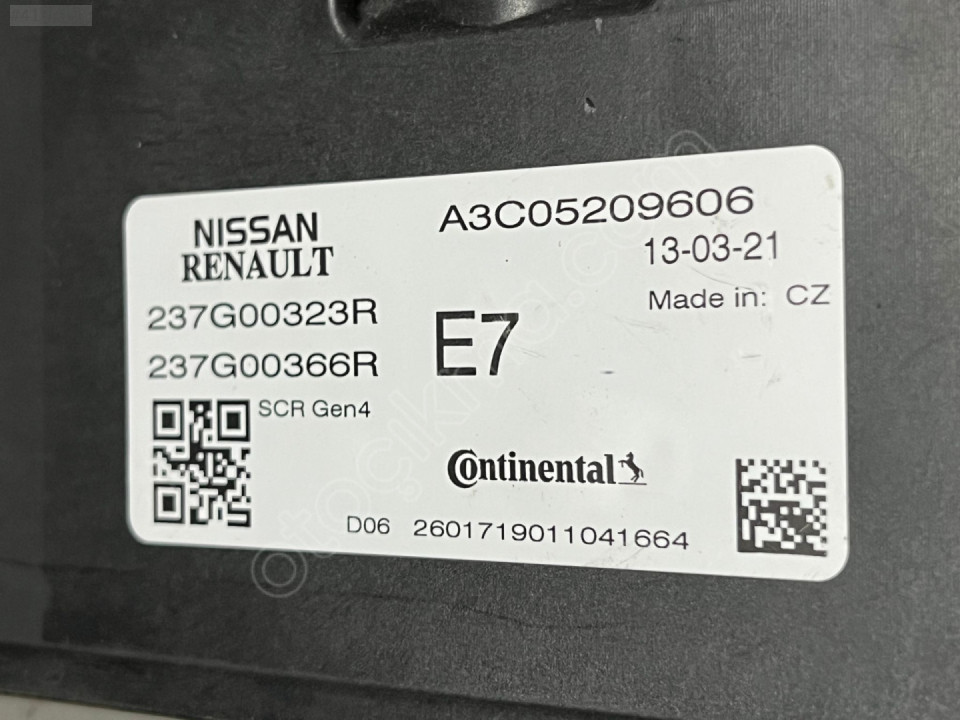 NISSAN
RENAULT
A3C05209606
13-03-21
Made in: CZ
237G00323R
237G00366R
E7
SCR Gen4
Continental
D06 2601719011041664